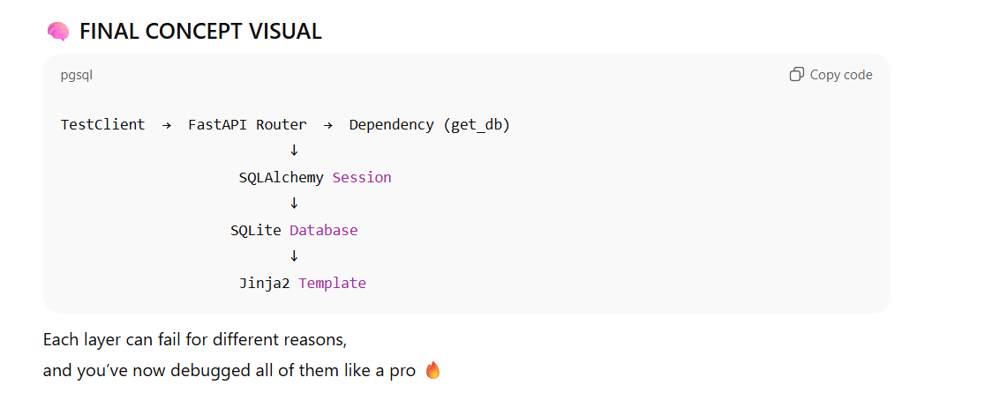 🧠 FINAL CONCEPT VISUAL
pgsql
Copy code
TestClient → FastAPI Router → Dependency (get_db)
↓
SQLAlchemy Session
↓
SQLite Database
↓
Jinja2 Template
Each layer can fail for different reasons,
and you’ve now debugged all of them like a pro 🔥